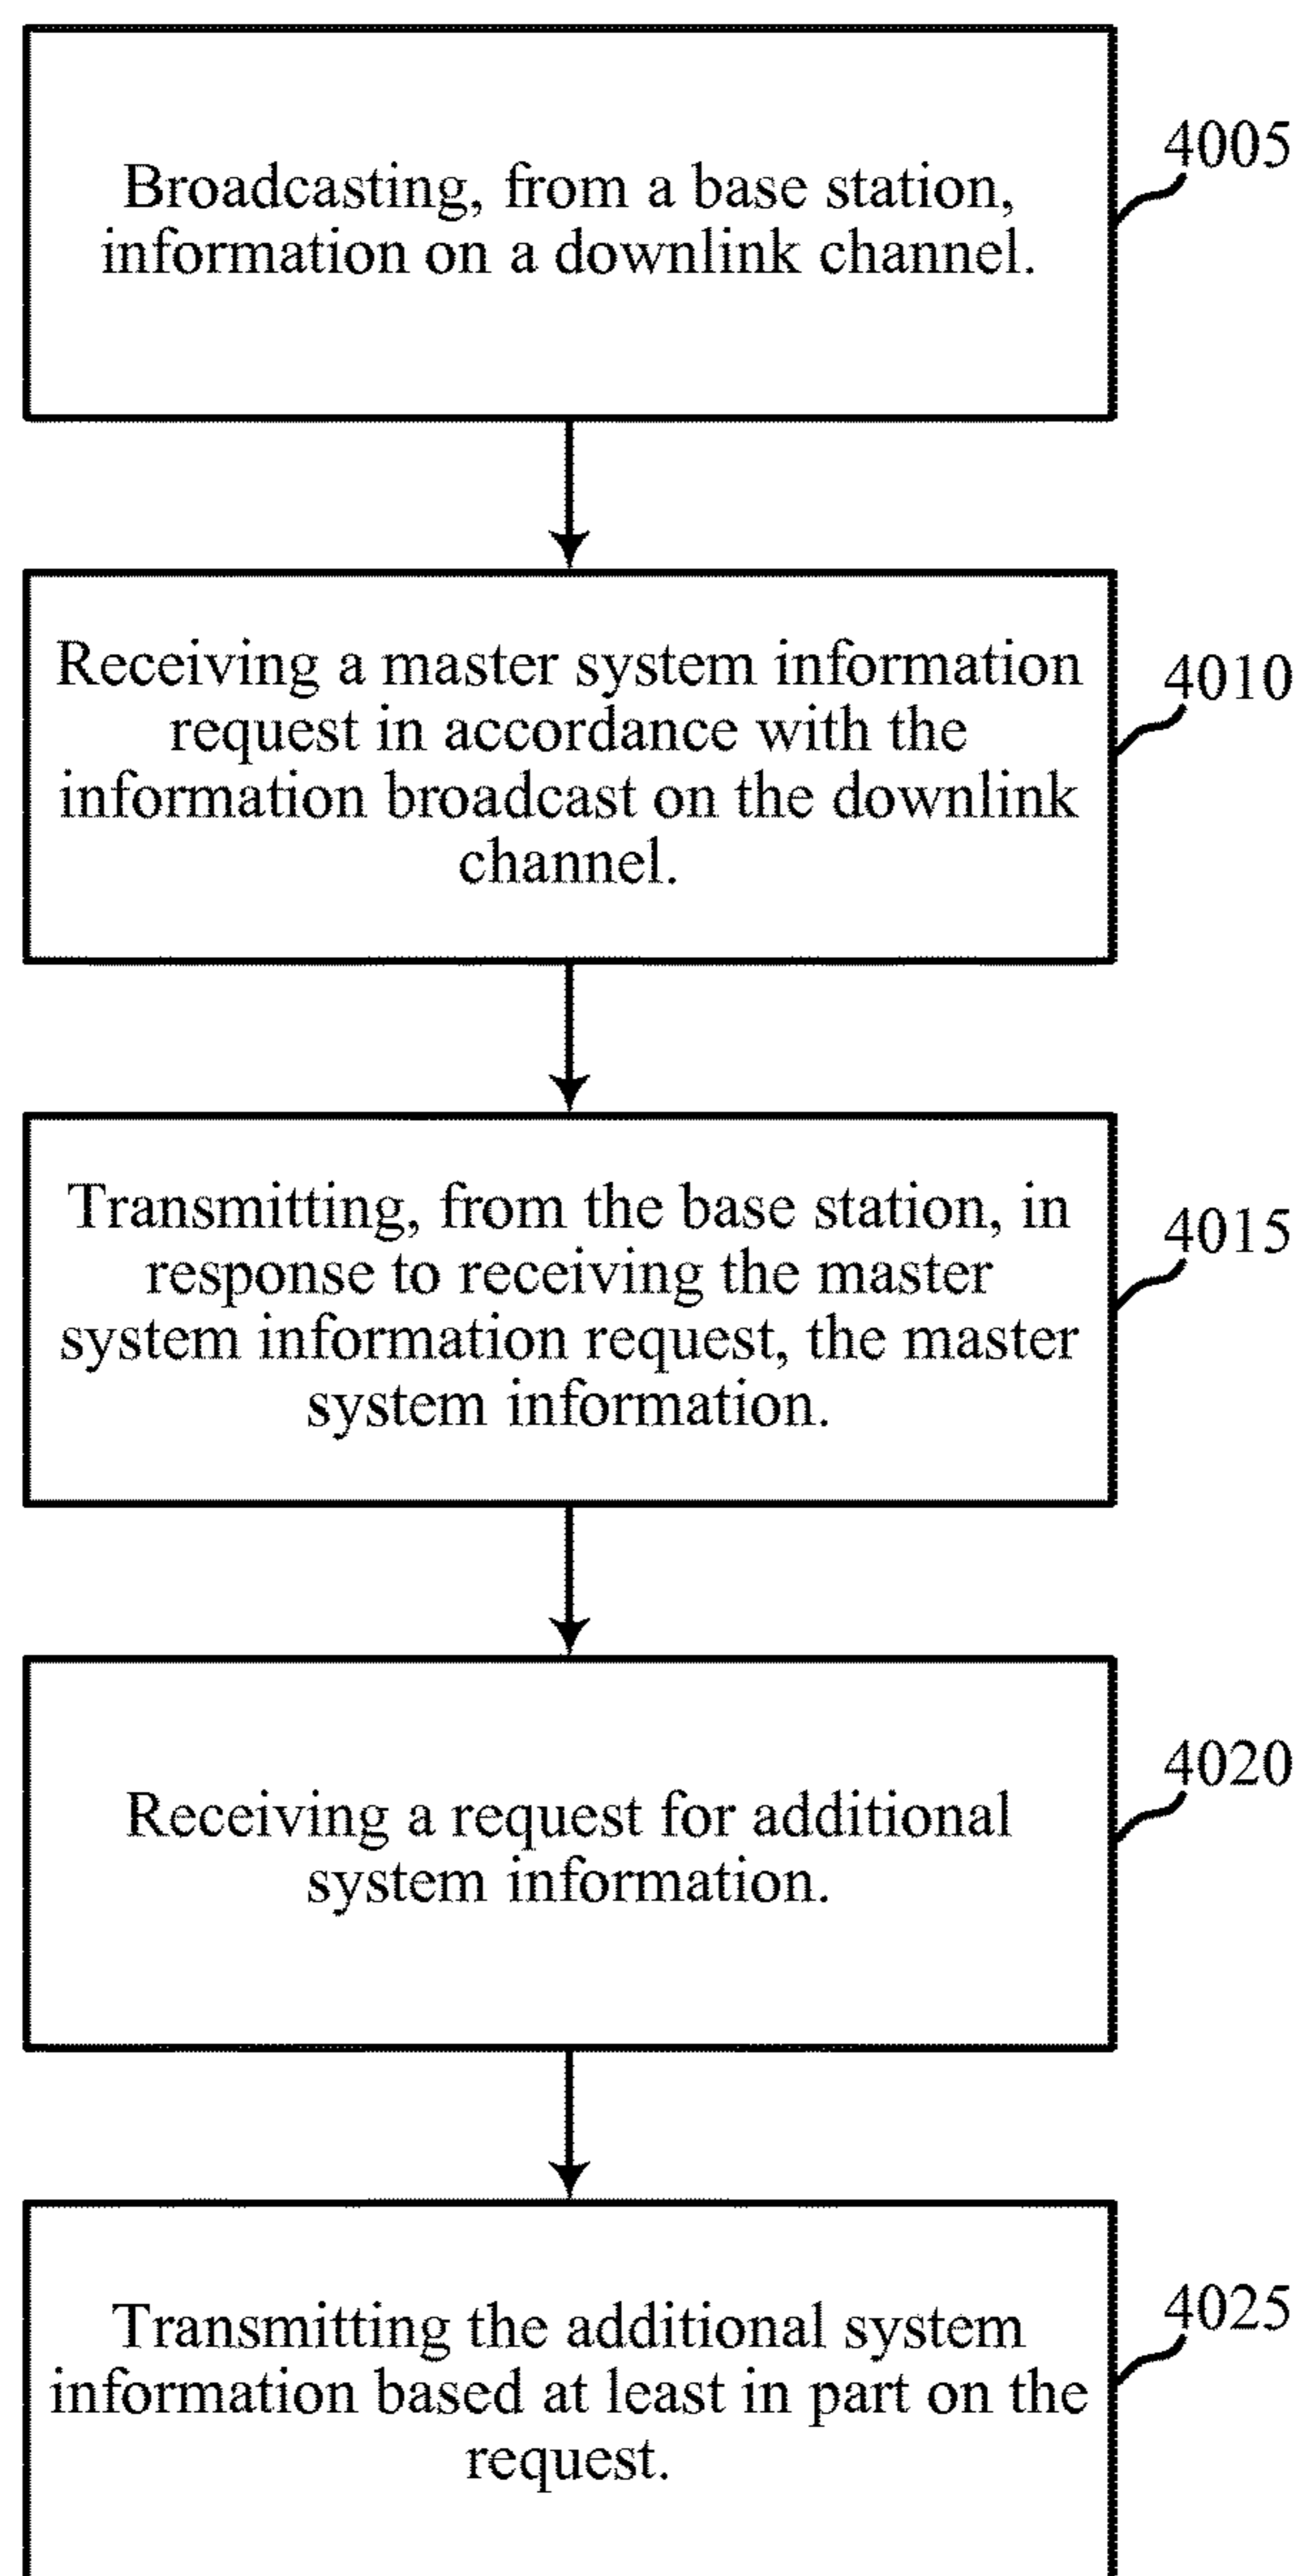 Broadcasting, from a base station,
information on a downlink channel.
4005
Receiving a master system information
request in accordance with the
information broadcast on the downlink
channel.
4010
Transmitting, from the base station, in
response to receiving the master
system information request, the master
system information.
4015
Receiving a request for additional
system information.
4020
Transmitting the additional system
information based at least in part on the
request.
4025